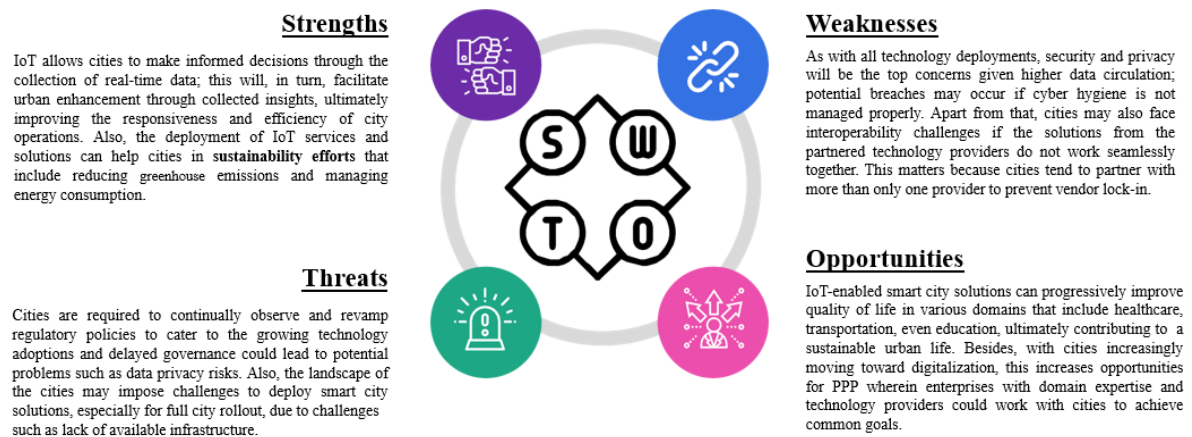 Strengths
IoT allows cities to make informed decisions through the
collection of real-time data; this will, in turn, facilitate
urban enhancement through collected insights, ultimately
improving the responsiveness and efficiency of city
operations. Also, the deployment of IoT services and
solutions can help cities in sustainability efforts that
include reducing greenhouse emissions and managing
energy consumption.
S
W
T
O
Weaknesses
As with all technology deployments, security and privacy
will be the top concerns given higher data circulation;
potential breaches may occur if cyber hygiene is not
managed properly. Apart from that, cities may also face
interoperability challenges if the solutions from the
partnered technology providers do not work seamlessly
together. This matters because cities tend to partner with
more than only one provider to prevent vendor lock-in.
Threats
Cities are required to continually observe and revamp
regulatory policies to cater to the growing technology
adoptions and delayed governance could lead to potential
problems such as data privacy risks. Also, the landscape of
the cities may impose challenges to deploy smart city
solutions, especially for full city rollout, due to challenges
such as lack of available infrastructure.
Opportunities
IoT-enabled smart city solutions can progressively improve
quality of life in various domains that include healthcare,
transportation, even education, ultimately contributing to a
sustainable urban life. Besides, with cities increasingly
moving toward digitalization, this increases opportunities
for PPP wherein enterprises with domain expertise and
technology providers could work with cities to achieve
common goals.